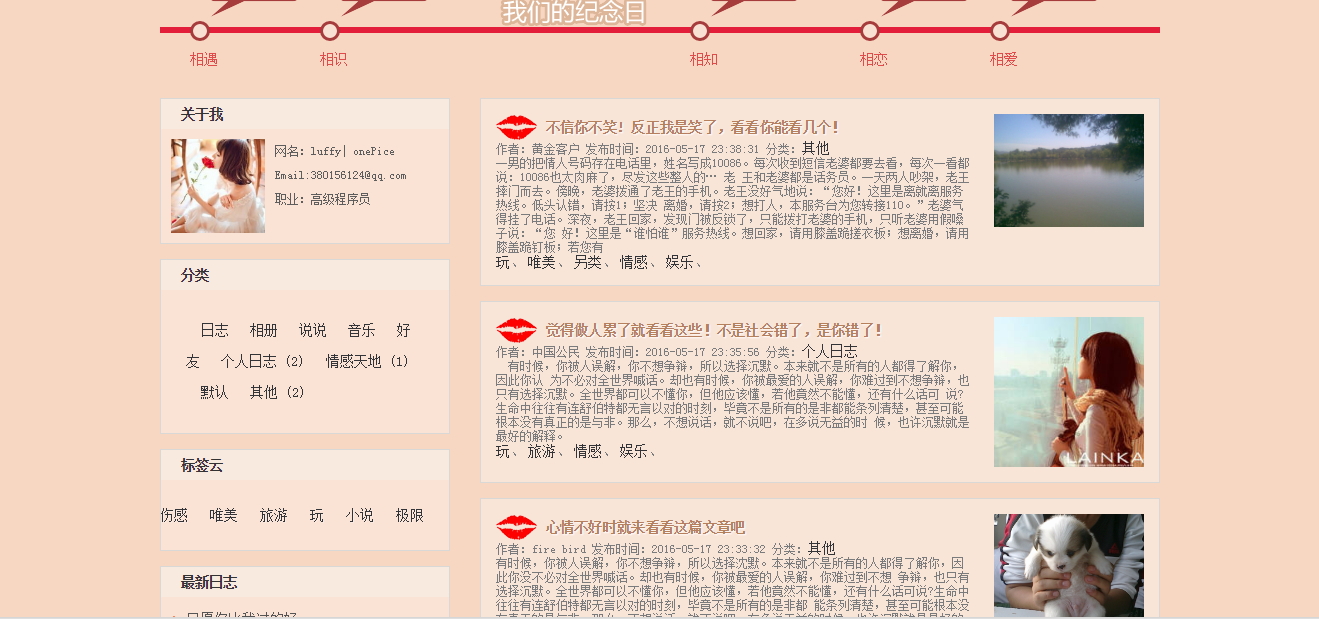 我们的纪念日
相遇 相识 相知 相恋 相爱
关于我
网名：luffy| onePice
Email:380156124@qq.com
职业：高级程序员
分类
日志 相册 说说 音乐 好
友 个人日志（2） 情感天地（1）
默认 其他（2）
标签云
伤感 唯美 旅游 玩 小说 极限
最新日志
只愿你比我过的好
不信你不笑！反正我是笑了，看看你能看几个！
作者：黄金客户 发布时间：2016-05-17 23:38:31 分类：其他
一男的把情人号码存在电话里，姓名写成10086。每次收到短信老婆都要去看，每次一看都
说：10086也太肉麻了，尽发这些整人的… 老 王和老婆都是话务员。一天两人吵架，老王
摔门而去。傍晚，老婆拨通了老王的手机。老王没好气地说：“您好！这里是离就离服务
热线。低头认错，请按1；坚决 离婚，请按2；想打人，本服务台为您转接110。”老婆气
得挂了电话。深夜，老王回家，发现门被反锁了，只能拨打老婆的手机，只听老婆用假嗓
子说：“您 好！这里是“谁怕谁”服务热线。想回家，请用膝盖跪搓衣板；想离婚，请用
膝盖跪钉板；若您有
玩、 唯美、 另类、 情感、 娱乐、
觉得做人累了就看看这些！不是社会错了，是你错了！
作者：中国公民 发布时间：2016-05-17 23:35:56 分类：个人日志
有时候，你被人误解，你不想争辩，所以选择沉默。本来就不是所有的人都得了解你，
因此你认 为不必对全世界喊话。却也有时候，你被最爱的人误解，你难过到不想争辩，也
只有选择沉默。全世界都可以不懂你，但他应该懂，若他竟然不能懂，还有什么话可 说?
生命中往往有连舒伯特都无言以对的时刻，毕竟不是所有的是非都能条列清楚，甚至可能
根本没有真正的是与非。那么，不想说话，就不说吧，在多说无益的时 候，也许沉默就是
最好的解释。
玩、 旅游、 情感、 娱乐、
心情不好时就来看看这篇文章吧
作者：fire bird 发布时间：2016-05-17 23:33:32 分类：其他
有时候，你被人误解，你不想争辩，所以选择沉默。本来就不是所有的人都得了解你，因
此你没不必对全世界喊话。却也有时候，你被最爱的人误解，你难过到不想 争辩，也只有
选择沉默。全世界都可以不懂你，但他应该懂，若他竟然不能懂，还有什么话可说?生命中
往往有连舒伯特都无言以对的时刻，毕竟不是所有的是非都 能条列清楚，甚至可能根本没
LAINKA